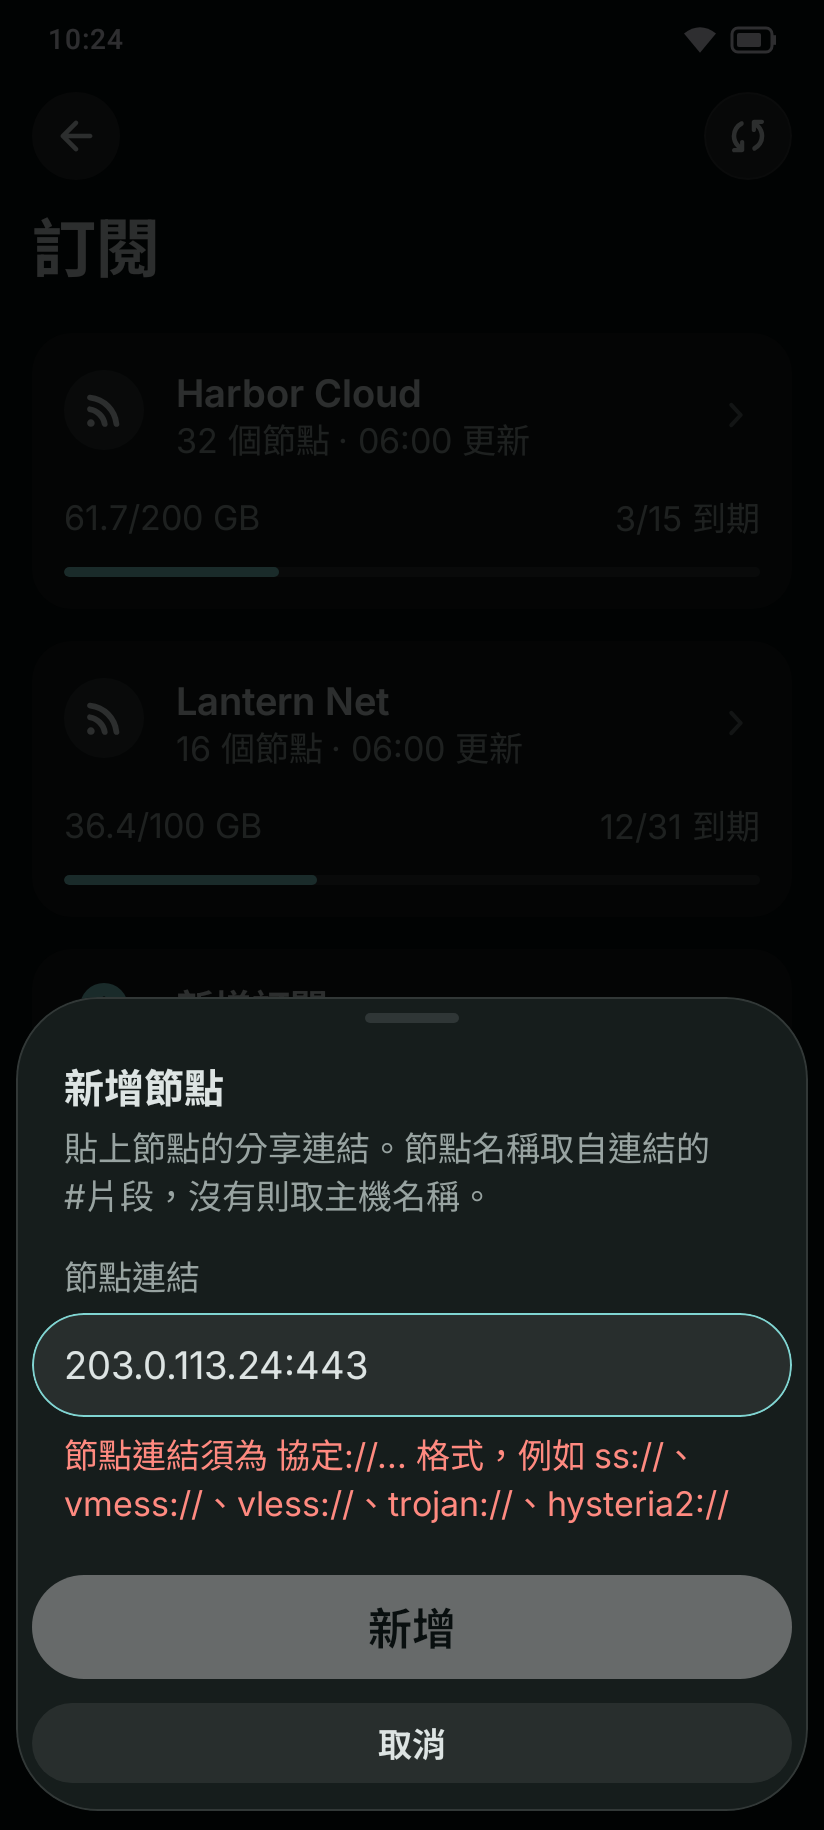 10:24
訂閱
Harbor Cloud
32 個節點 · 06:00 更新
61.7/200 GB
3/15 到期
Lantern Net
16 個節點 · 06:00 更新
36.4/100 GB
12/31 到期
新增訂閱
新增節點
貼上節點的分享連結。節點名稱取自連結的
#片段，沒有則取主機名稱。
節點連結
203.0.113.24:443
節點連結須為 協定://... 格式，例如 ss://、
vmess://、vless://、trojan://、hysteria2://
新增
取消